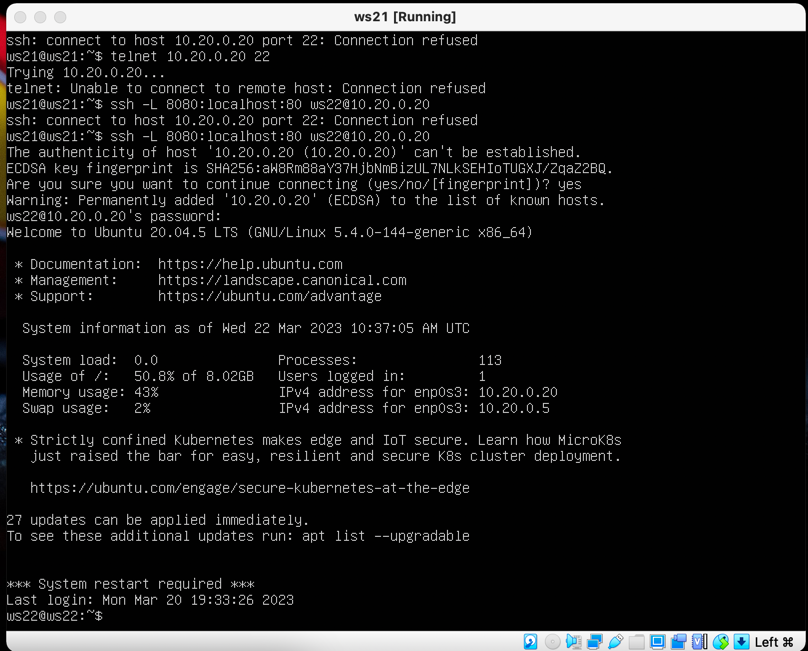 ws21 [Running]
ssh: connect to host 10.20.0.20 port 22: Connection refused
ws21@ws21:~$ telnet 10.20.0.20 22
Trying 10.20.0.20...
telnet: Unable to connect to remote host: Connection refused
ws21@ws21:~$ ssh -L 8080:localhost:80 ws22@10.20.0.20
ssh: connect to host 10.20.0.20 port 22: Connection refused
ws21@ws21:~$ ssh -L 8080:localhost:80 ws22@10.20.0.20
The authenticity of host '10.20.0.20 (10.20.0.20)' can't be established.
ECDSA key fingerprint is SHA256:aW8Rm88aY37HjbNmBizUL7NLkSEHIoTUGXJ/ZqaZ2BQ.
Are you sure you want to continue connecting (yes/no/[fingerprint])? yes
Warning: Permanently added '10.20.0.20' (ECDSA) to the list of known hosts.
ws22@10.20.0.20's password:
Welcome to Ubuntu 20.04.5 LTS (GNU/Linux 5.4.0-144-generic x86_64)
* Documentation: https://help.ubuntu.com
* Management: https://landscape.canonical.com
* Support: https://ubuntu.com/advantage
System information as of Wed 22 Mar 2023 10:37:05 AM UTC
System load: 0.0 Processes: 113
Usage of /: 50.8% of 8.02GB Users logged in: 1
Memory usage: 43% IPv4 address for enp0s3: 10.20.0.20
Swap usage: 2% IPv4 address for enp0s3: 10.20.0.5
* Strictly confined Kubernetes makes edge and IoT secure. Learn how MicroK8s
just raised the bar for easy, resilient and secure K8s cluster deployment.
https://ubuntu.com/engage/secure-kubernetes-at-the-edge
27 updates can be applied immediately.
To see these additional updates run: apt list --upgradable
*** System restart required ***
Last login: Mon Mar 20 19:33:26 2023
ws22@ws22:~$
Left ⌘